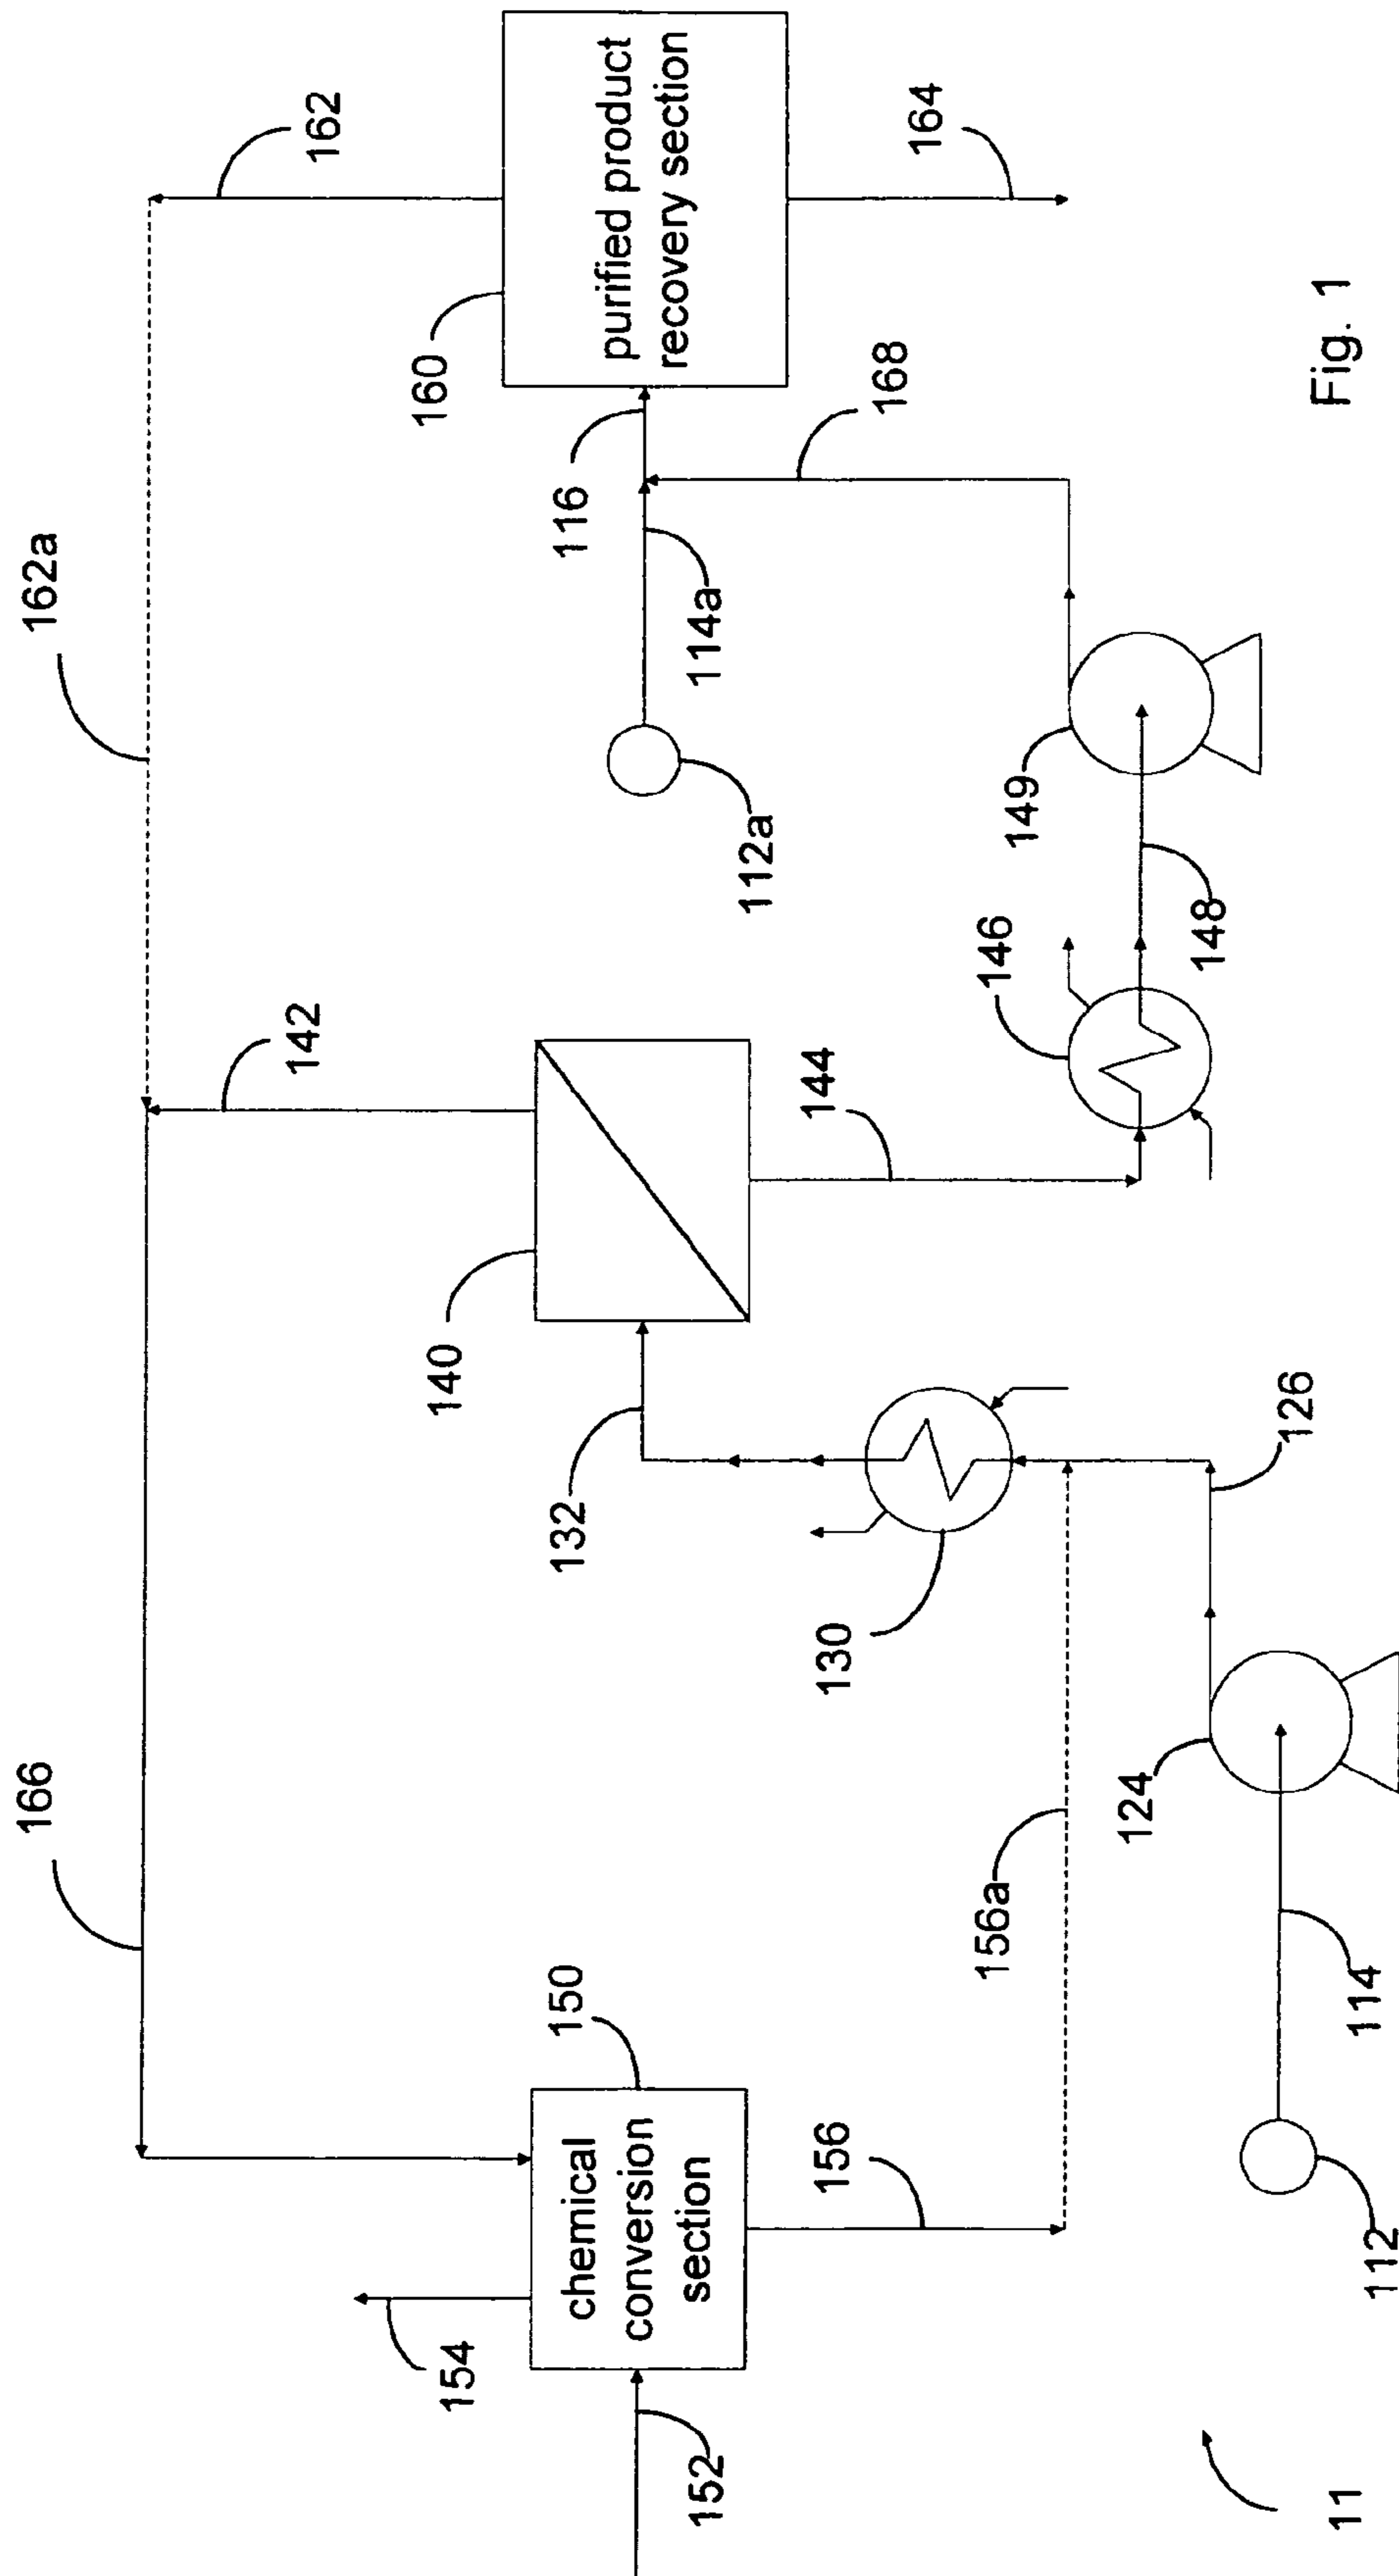 162a
166
162
142
160
purified product
recovery section
154
150
chemical
conversion
section
140
116
114a
152
132
112a
164
168
156
130
144
146
149
156a
126
148
124
114
112
11
Fig. 1